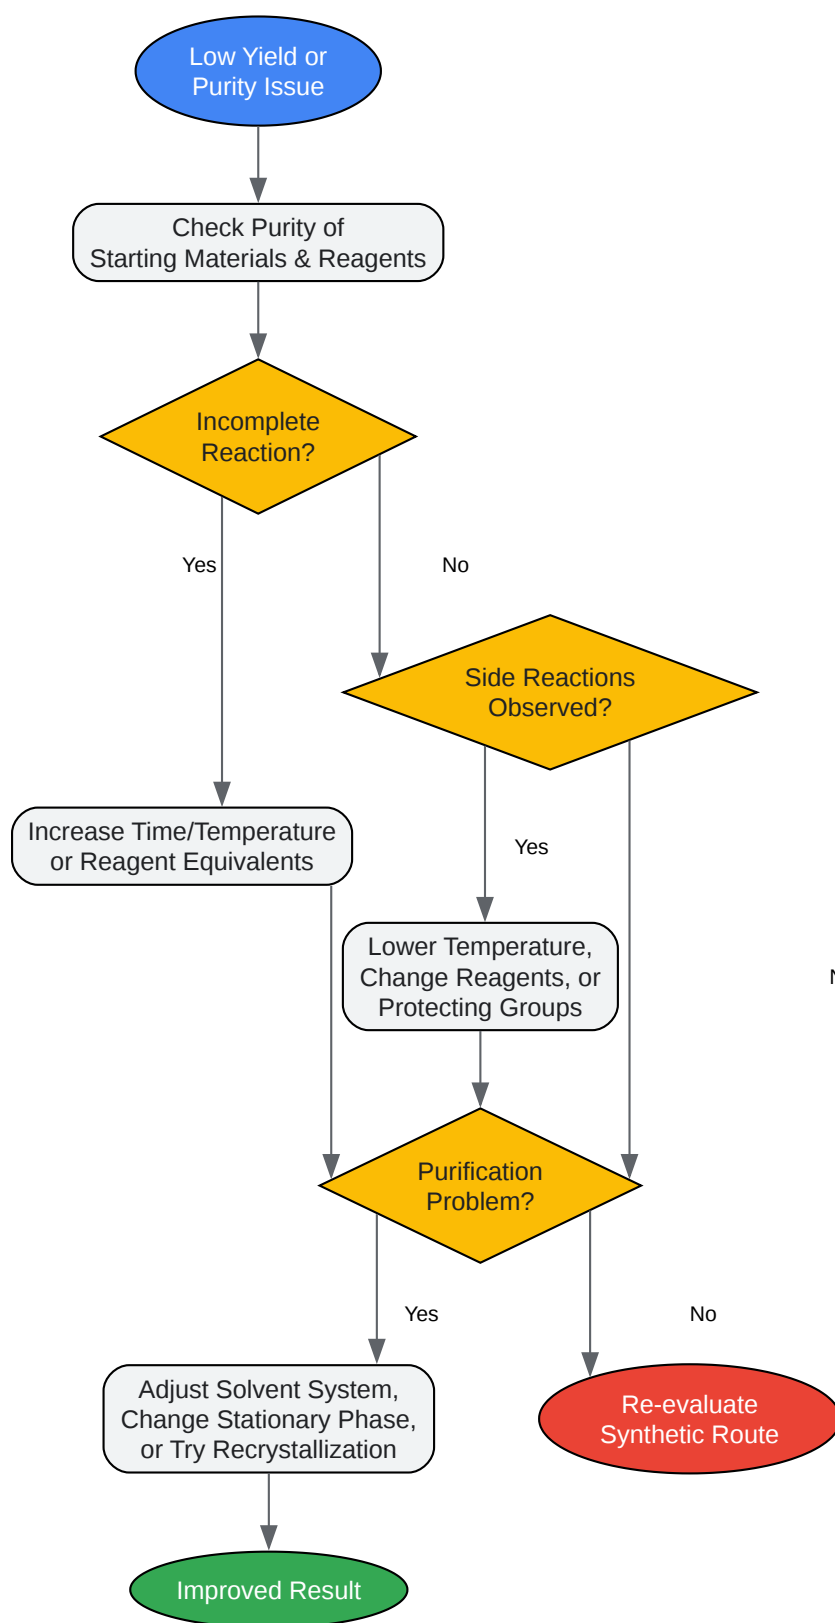 Low Yield or
Purity Issue
Check Purity of
Starting Materials & Reagents
Incomplete
Reaction?
Yes
No
Side Reactions
Observed?
Increase Time/Temperature
or Reagent Equivalents
Yes
Lower Temperature,
Change Reagents, or
Protecting Groups
Purification
Problem?
Yes
No
Adjust Solvent System,
Change Stationary Phase,
or Try Recrystallization
Re-evaluate
Synthetic Route
Improved Result